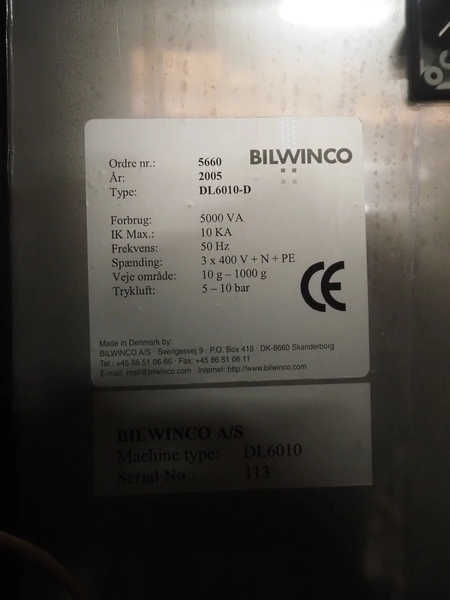 BILWINCO
Ordre nr.: 5660
År: 2005
Type: DL6010-D
Forbrug: 5000 VA
IK Max.: 10 KA
Frekvens: 50 Hz
Spænding: 3 x 400 V + N + PE
Veje område: 10 g - 1000 g
Trykluft: 5 - 10 bar
CE
Made in Denmark by:
BILWINCO A/S · Sverigesvej 9 · P.O. Box 419 · DK-8660 Skanderborg
Tel.: +45 86 51 06 66 · Fax: +45 86 51 06 11
E-mail: mail@bilwinco.com · Internet: http://www.bilwinco.com
BILWINCO A/S
Machine type: DL6010
Serial No.: 113